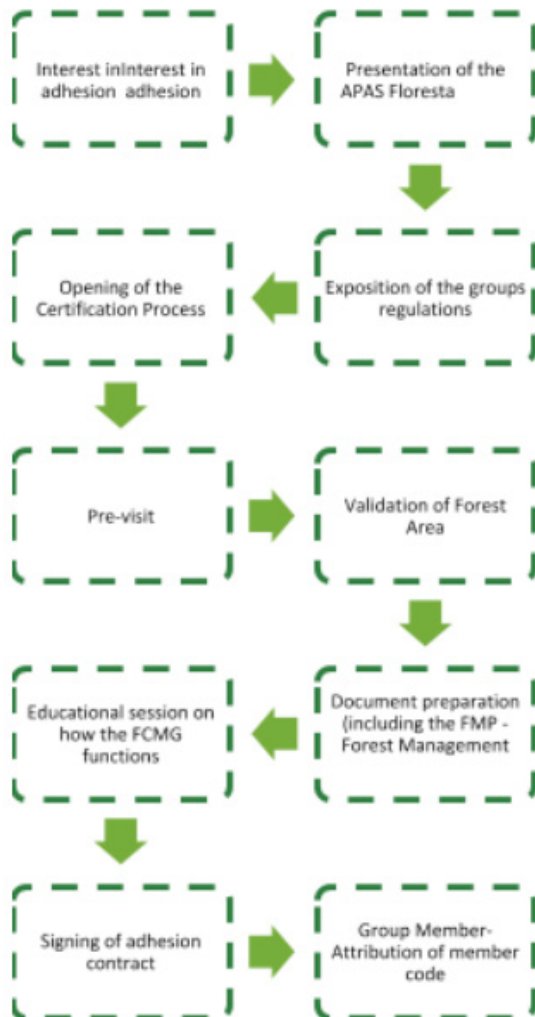 Interest inInterest in
adhesion adhesion
Presentation of the
APAS Floresta
Exposition of the groups
regulations
Opening of the
Certification Process
Pre-visit
Validation of Forest
Area
Document preparation
(including the FMP -
Forest Management
Educational session on
how the FCMG
functions
Signing of adhesion
contract
Group Member-
Attribution of member
code